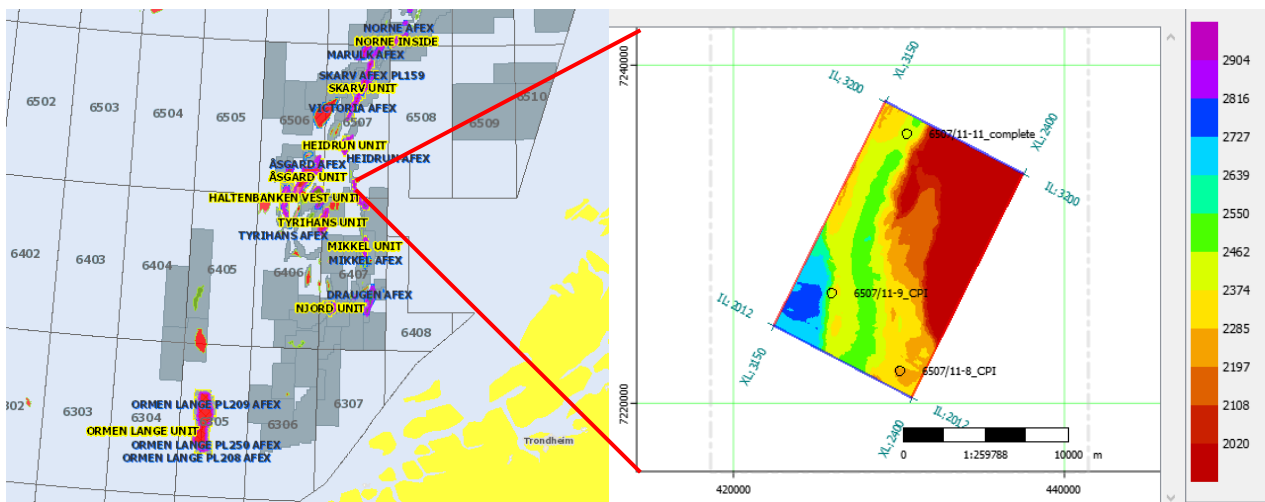 NORNE AFEX
NORNE INSIDE
MARULK AFEX
SKARV AFEX PL159
SKARV UNIT
VICTORIA AFEX
HEIDRUN UNIT
HEIDRUN AFEX
ÅSGARD AFEX
ÅSGARD UNIT
HALTENBANKEN VEST UNIT
TYRIHANS UNIT
TYRIHANS AFEX
MIKKEL UNIT
MIKKEL AFEX
DRAUGEN AFEX
NJORD UNIT
ORMEN LANGE PL209 AFEX
ORMEN LANGE UNIT
ORMEN LANGE PL250 AFEX
ORMEN LANGE PL208 AFEX
6502
6503
6504
6505
6506
6507
6508
6509
6510
6402
6403
6404
6405
6406
6407
6408
302
6303
6304
6306
6307
Trondheim
7240000
7220000
420000
440000
IL: 3200
XL: 3150
XL: 2400
IL: 3200
IL: 2012
XL: 3150
XL: 2400
IL: 2012
6507/11-11_complete
6507/11-9_CPI
6507/11-8_CPI
0
1:259788
10000 m
2904
2816
2727
2639
2550
2462
2374
2285
2197
2108
2020